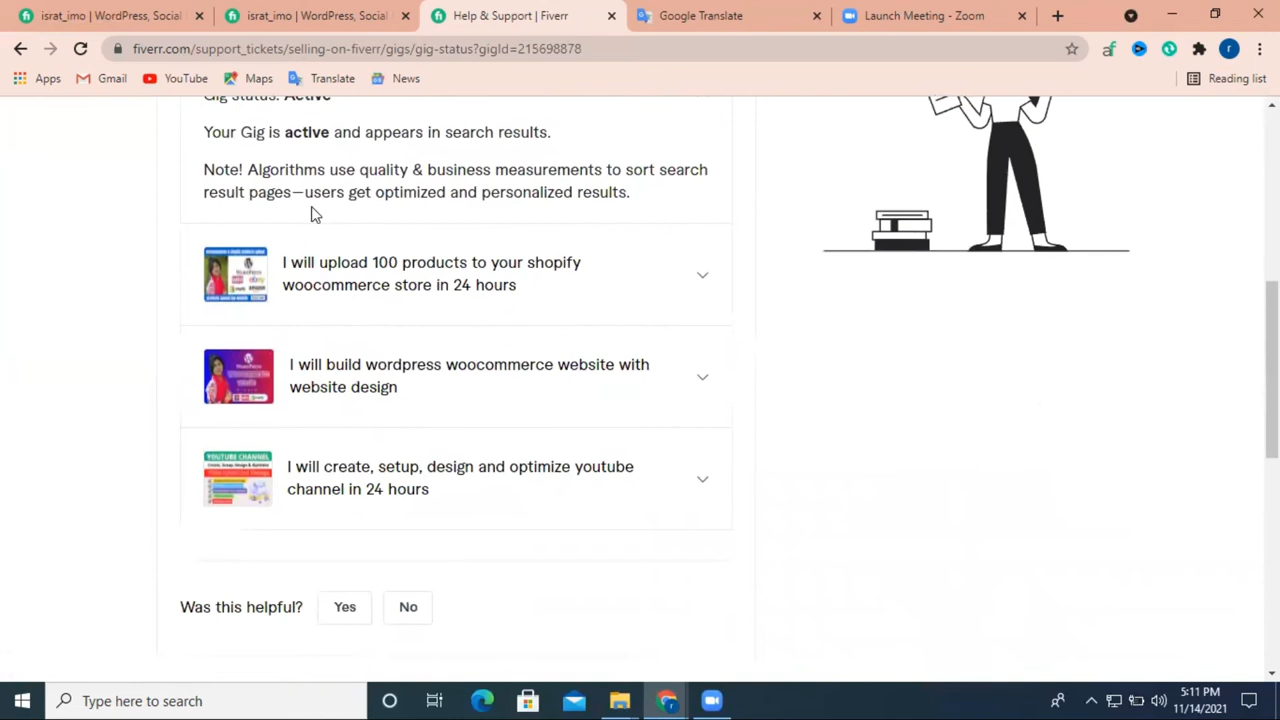 israt_imo | WordPress, Social
israt_imo | WordPress, Social
Help & Support | Fiverr
Google Translate
Launch Meeting - Zoom
fiverr.com/support_tickets/selling-on-fiverr/gigs/gig-status?gigId=215698878
Apps
Gmail
YouTube
Maps
Translate
News
Reading list
Gig status: Active
Your Gig is active and appears in search results.
Note! Algorithms use quality & business measurements to sort search
result pages—users get optimized and personalized results.
I will upload 100 products to your shopify
woocommerce store in 24 hours
I will build wordpress woocommerce website with
website design
YOUTUBE CHANNEL
I will create, setup, design and optimize youtube
channel in 24 hours
Was this helpful?
Yes
No
Type here to search
5:11 PM
11/14/2021